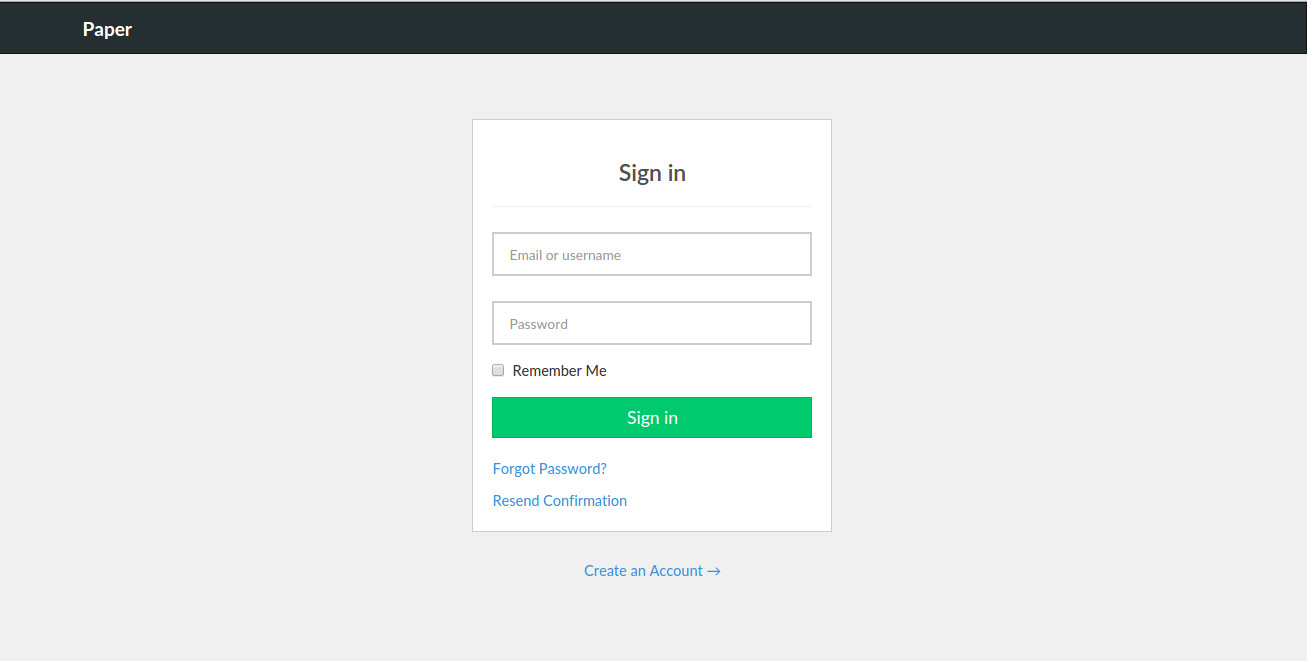 Paper
Sign in
Email or username
Password
Remember Me
Sign in
Forgot Password?
Resend Confirmation
Create an Account →